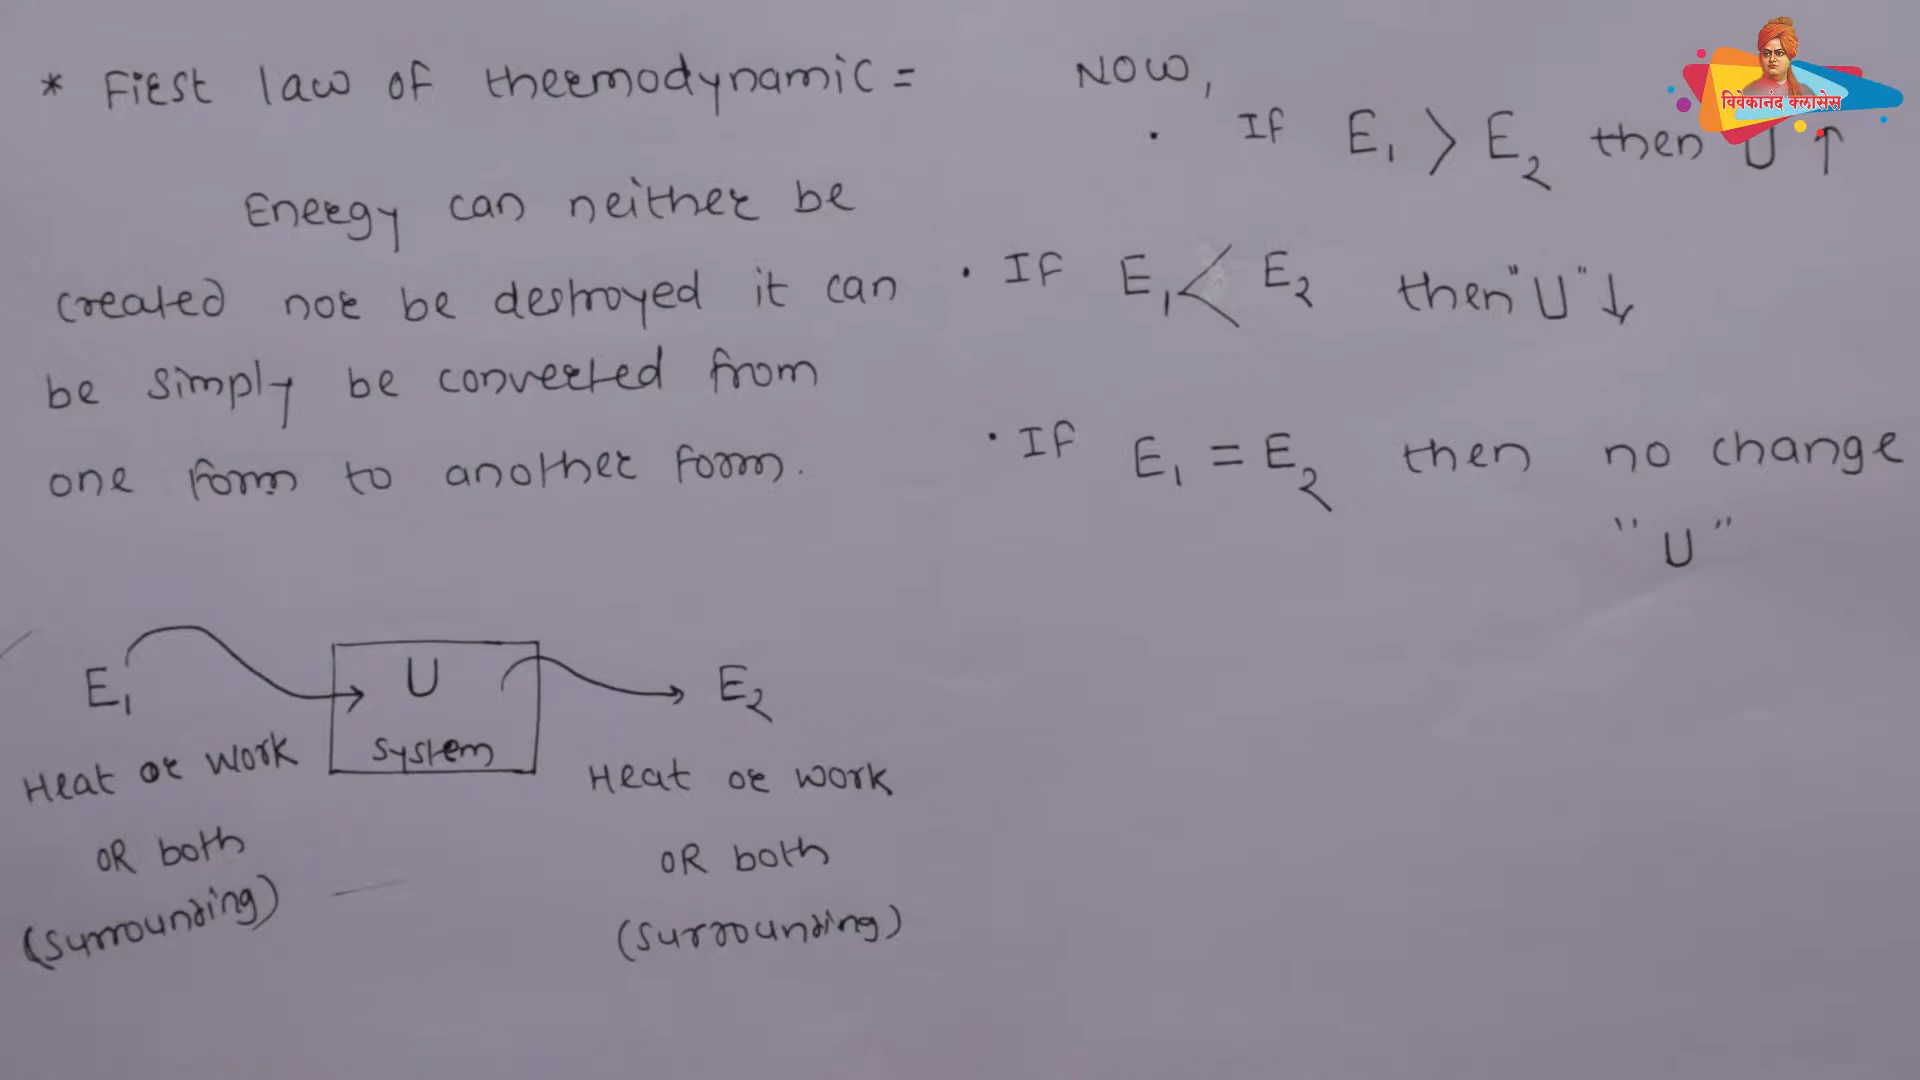 * First law of thermodynamic =
Energy can neither be
created nor be destroyed it can
be simply be converted from
one form to another form.
E₁
U
system
E₂
Heat or work
OR both
(surrounding)
Heat or work
OR both
(surrounding)
NOW,
• If E₁ > E₂ then U ↑
• If E₁ < E₂ then "U" ↓
• If E₁ = E₂ then no change
"U"
विवेकानंद क्लासेस